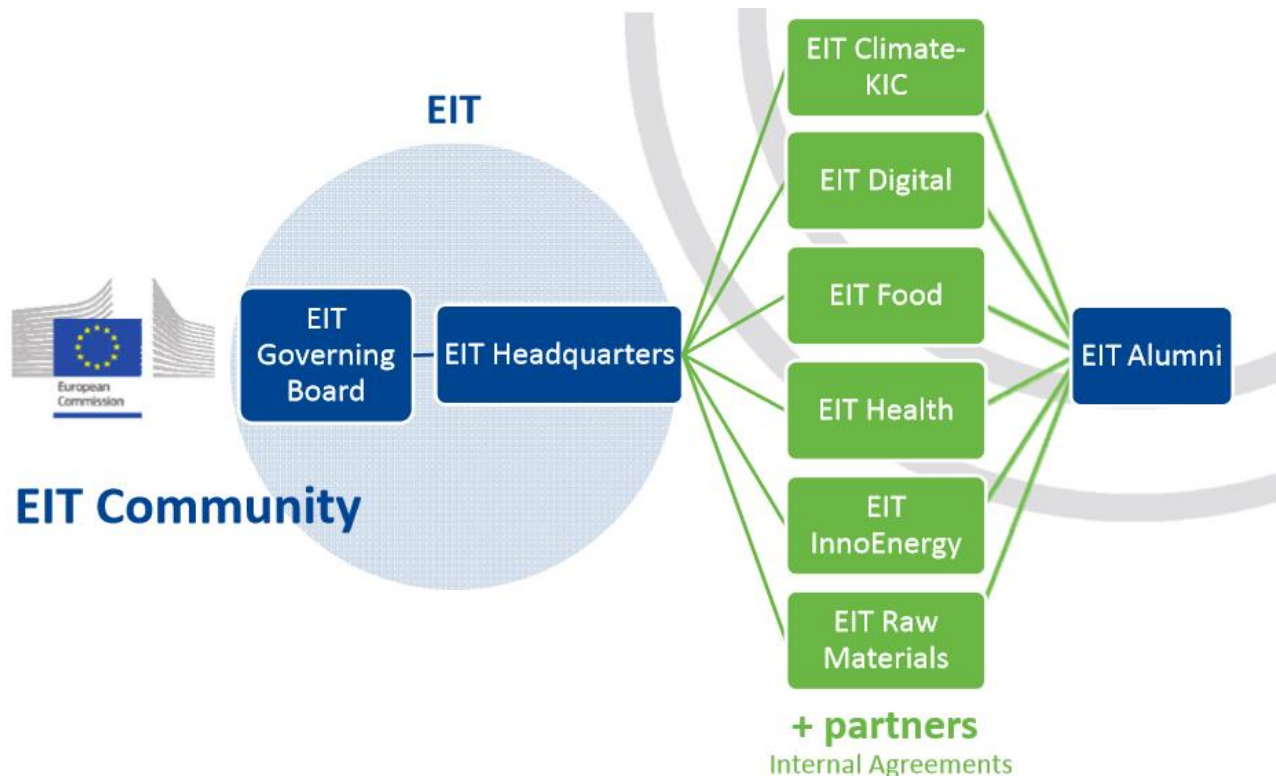 EIT
European
Commission
EIT Community
EIT
Governing
Board
EIT Headquarters
EIT Climate-
KIC
EIT Digital
EIT Food
EIT Health
EIT
InnoEnergy
EIT Raw
Materials
+ partners
Internal Agreements
EIT Alumni